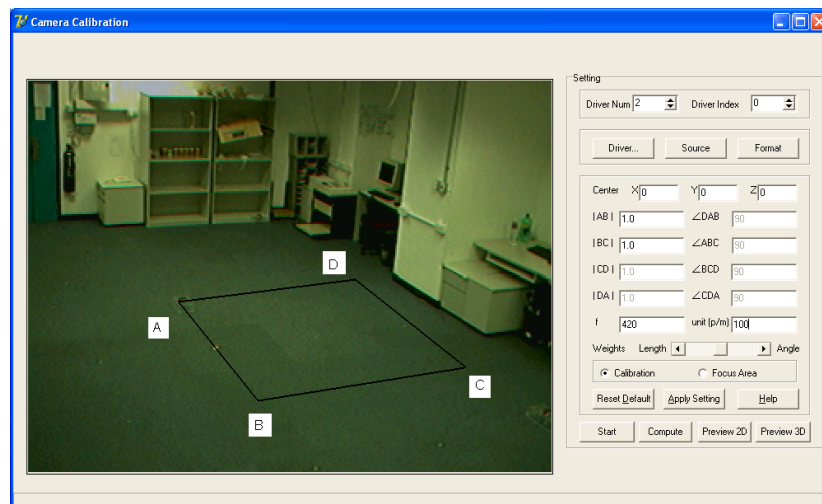 Camera Calibration
Setting
Driver Num 2 Driver Index 0
Driver... Source Format
Center X 0 Y 0 Z 0
|AB| 1.0 ∠DAB 90
|BC| 1.0 ∠ABC 90
|CD| 1.0 ∠BCD 90
|DA| 1.0 ∠CDA 90
f 420 unit (p/m) 100
Weights Length Angle
Calibration Focus Area
Reset Default Apply Setting Help
Start Compute Preview 2D Preview 3D
D
A
C
B